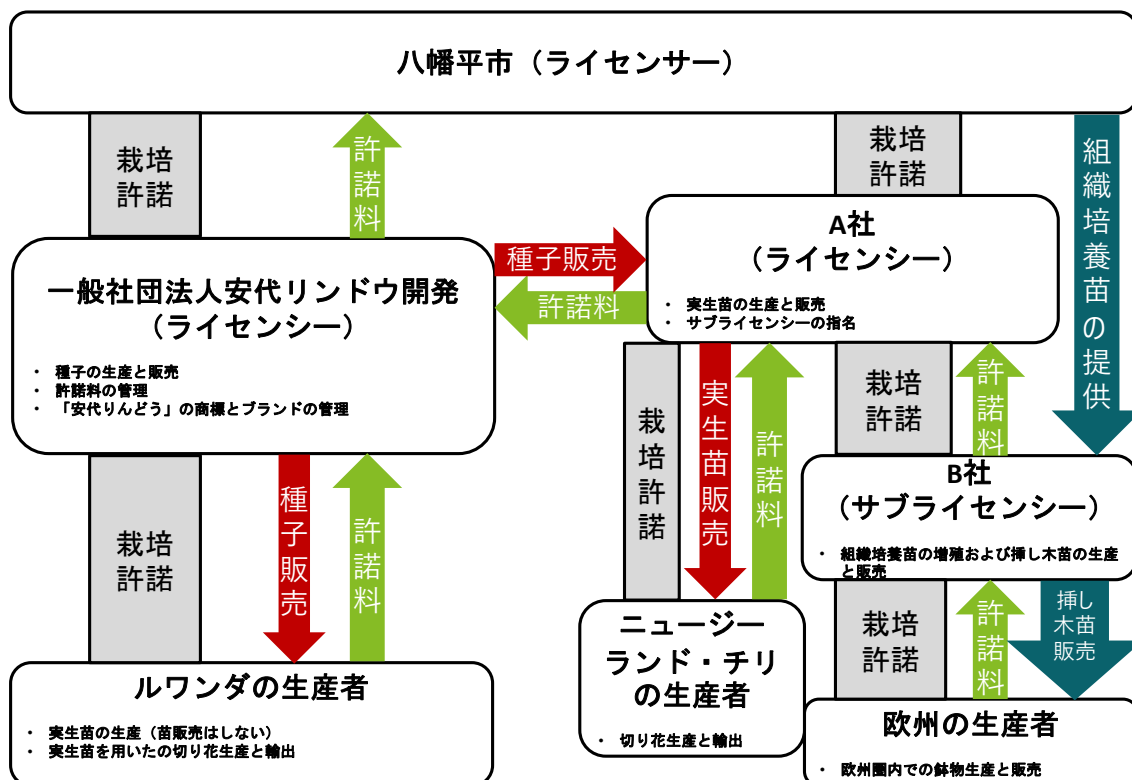 八幡平市（ライセンサー）
栽培
許諾
許諾料
栽培
許諾
組織培養苗の提供
一般社団法人安代リンドウ開発
（ライセンシー）
・ 種子の生産と販売
・ 許諾料の管理
・ 「安代りんどう」の商標とブランドの管理
種子販売
許諾料
A社
（ライセンシー）
・ 実生苗の生産と販売
・ サブライセンシーの指名
栽培許諾
実生苗販売
許諾料
栽培
許諾
許諾料
B社
（サブライセンシー）
・ 組織培養苗の増殖および挿し木苗の生産
と販売
栽培
許諾
種子販売
許諾料
栽培
許諾
許諾料
挿し
木苗
販売
ルワンダの生産者
・ 実生苗の生産（苗販売はしない）
・ 実生苗を用いたの切り花生産と輸出
ニュージー
ランド・チリ
の生産者
・ 切り花生産と輸出
欧州の生産者
・ 欧州圏内での鉢物生産と販売